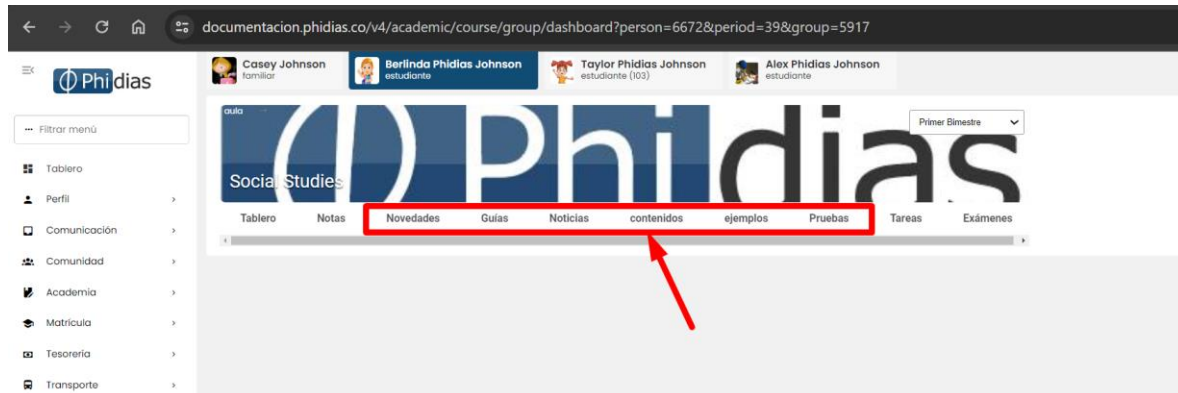 documentacion.phidias.co/v4/academic/course/group/dashboard?person=6672&period=39&group=5917
Phidias
Casey Johnson
familiar
Berlinda Phidias Johnson
estudiante
Taylor Phidias Johnson
estudiante (103)
Alex Phidias Johnson
estudiante
Filtrar menú
Tablero
Perfil
Comunicación
Comunidad
Academia
Matrícula
Tesorería
Transporte
aula
Phidias
Primer Bimestre
Social Studies
Tablero Notas Novedades Guías Noticias contenidos ejemplos Pruebas Tareas Exámenes